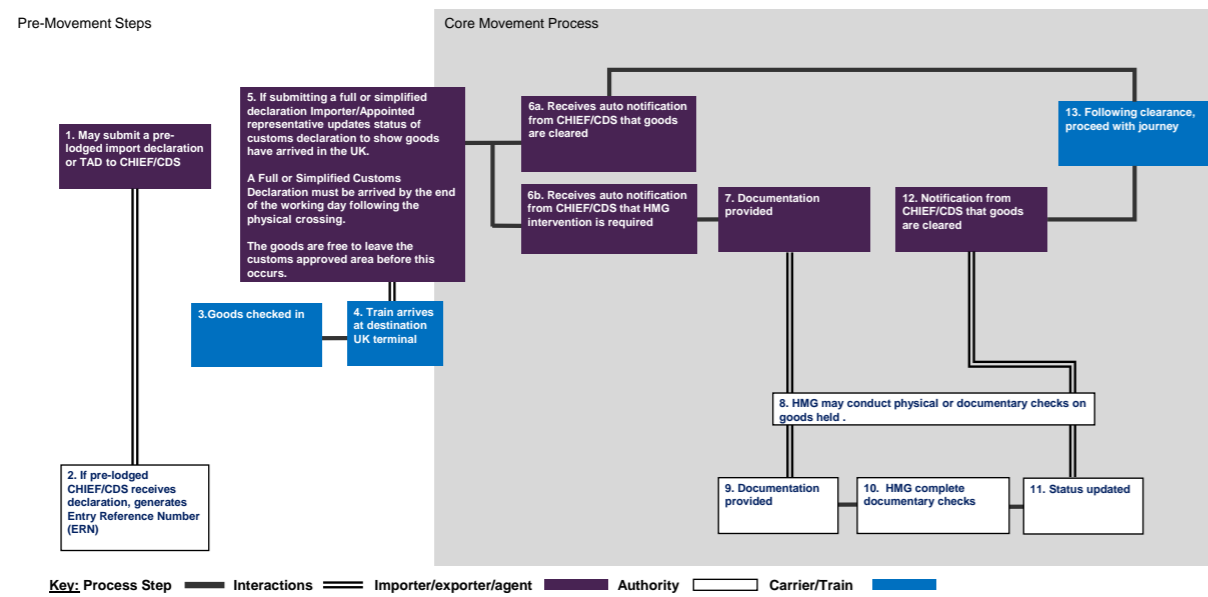 Pre-Movement Steps
Core Movement Process
1. May submit a pre-
lodged import declaration
or TAD to CHIEF/CDS
2. If pre-lodged
CHIEF/CDS receives
declaration, generates
Entry Reference Number
(ERN)
3.Goods checked in
4. Train arrives
at destination
UK terminal
5. If submitting a full or simplified
declaration Importer/Appointed
representative updates status of
customs declaration to show goods
have arrived in the UK.
A Full or Simplified Customs
Declaration must be arrived by the end
of the working day following the
physical crossing.
The goods are free to leave the
customs approved area before this
occurs.
6a. Receives auto notification
from CHIEF/CDS that goods
are cleared
6b. Receives auto notification
from CHIEF/CDS that HMG
intervention is required
7. Documentation
provided
8. HMG may conduct physical or documentary checks on
goods held .
9. Documentation
provided
10. HMG complete
documentary checks
11. Status updated
12. Notification from
CHIEF/CDS that goods
are cleared
13. Following clearance,
proceed with journey
Key: Process Step Interactions Importer/exporter/agent Authority Carrier/Train